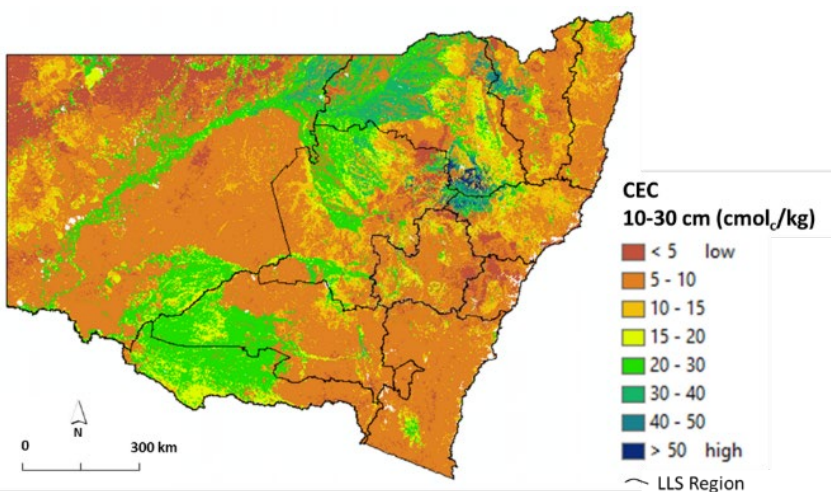 CEC
10-30 cm (cmolc/kg)
< 5 low
5 - 10
10 - 15
15 - 20
20 - 30
30 - 40
40 - 50
> 50 high
LLS Region
N
0 300 km